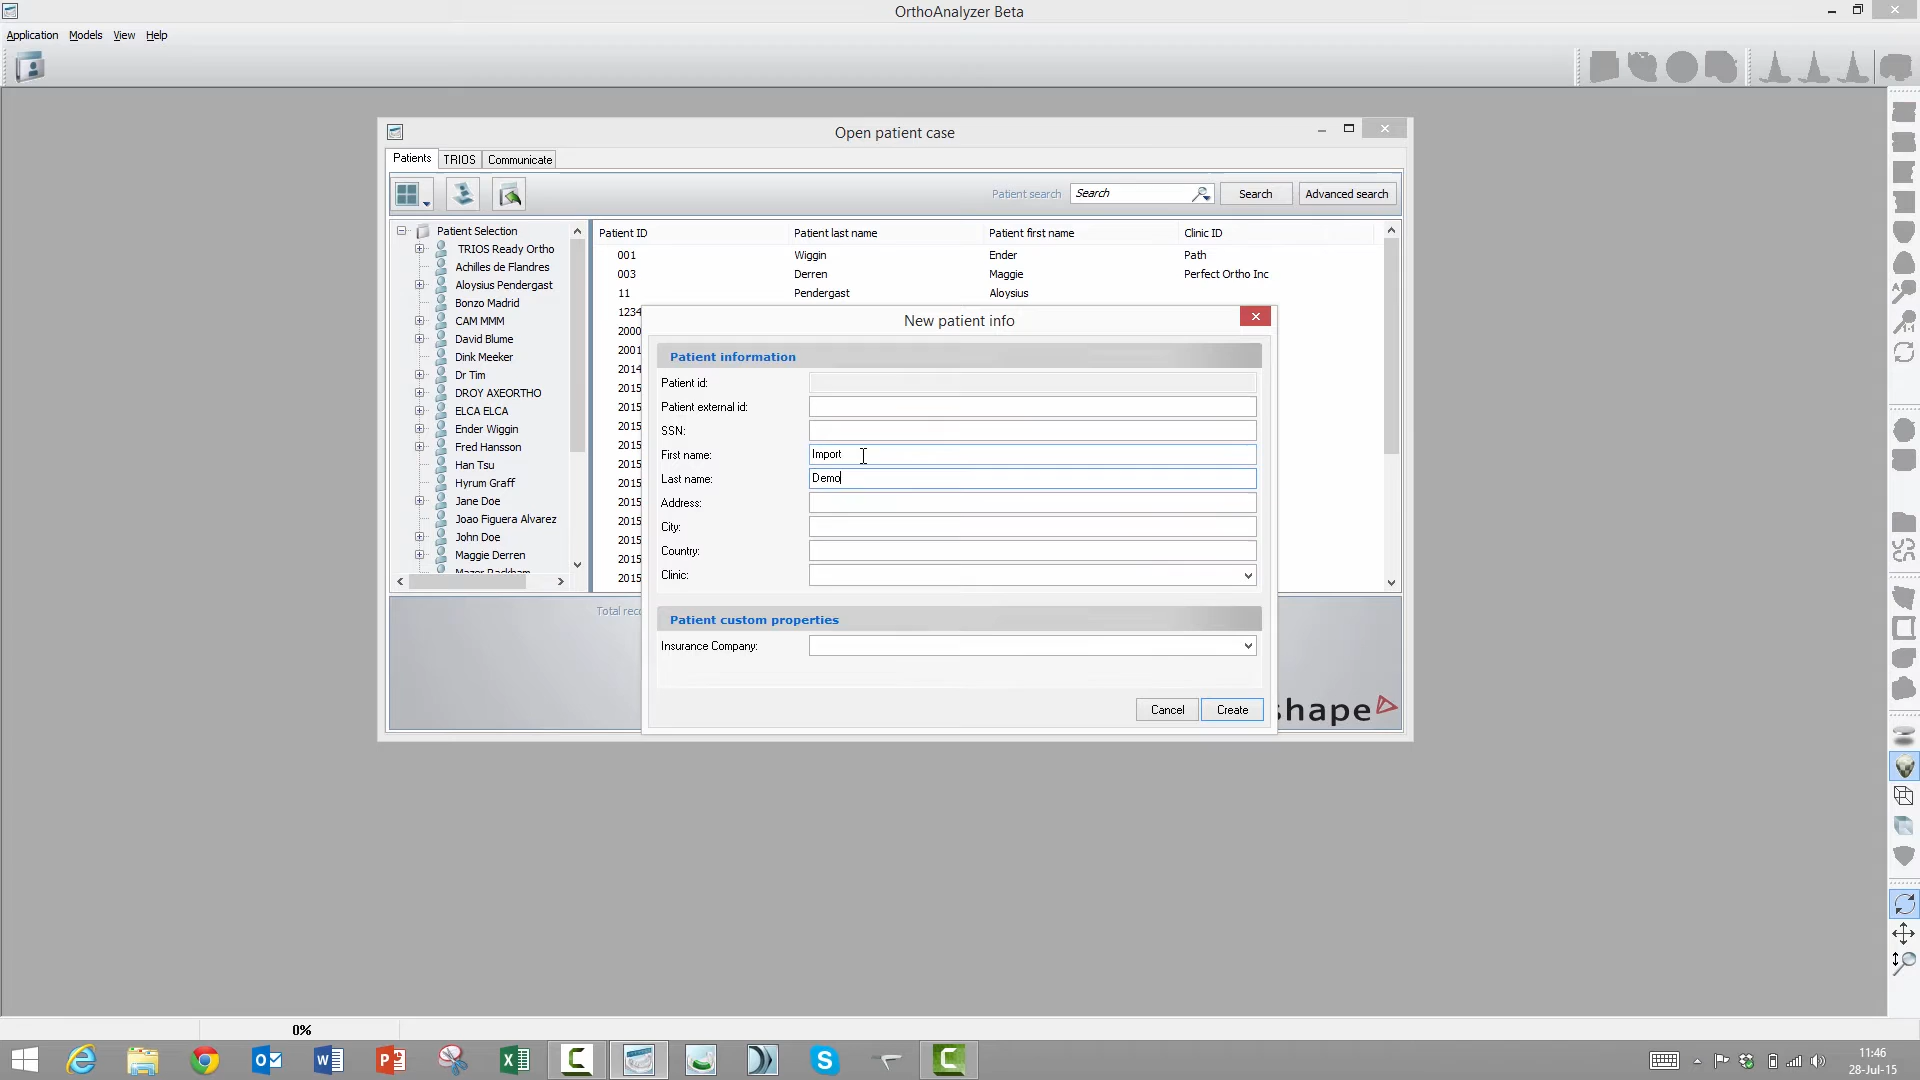 OrthoAnalyzer Beta
Application Models View Help
Open patient case
Patients TRIOS Communicate
Patient search Search Search Advanced search
Patient Selection
TRIOS Ready Ortho
Achilles de Flandres
Aloysius Pendergast
Bonzo Madrid
CAM MMM
David Blume
Dink Meeker
Dr Tim
DROY AXEORTHO
ELCA ELCA
Ender Wiggin
Fred Hansson
Han Tsu
Hyrum Graff
Jane Doe
Joao Figuera Alvarez
John Doe
Maggie Derren
Patient ID Patient last name Patient first name Clinic ID
001 Wiggin Ender Path
003 Derren Maggie Perfect Ortho Inc
11 Pendergast Aloysius
1234
2000
2001
2014
2015
2015
2015
2015
2015
2015
2015
2015
2015
2015
2015
Total reco
New patient info
Patient information
Patient id:
Patient external id:
SSN:
First name: Import
Last name: Demo
Address:
City:
Country:
Clinic:
Patient custom properties
Insurance Company:
Cancel Create
shape
0%
11:46
28-Jul-15